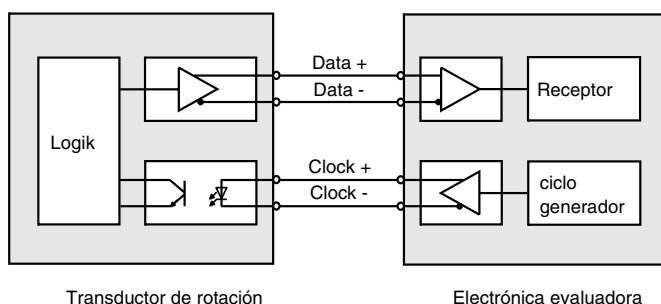 Data +
Data -
Receptor
Logik
Clock +
Clock -
ciclo
generador
Transductor de rotación
Electrónica evaluadora